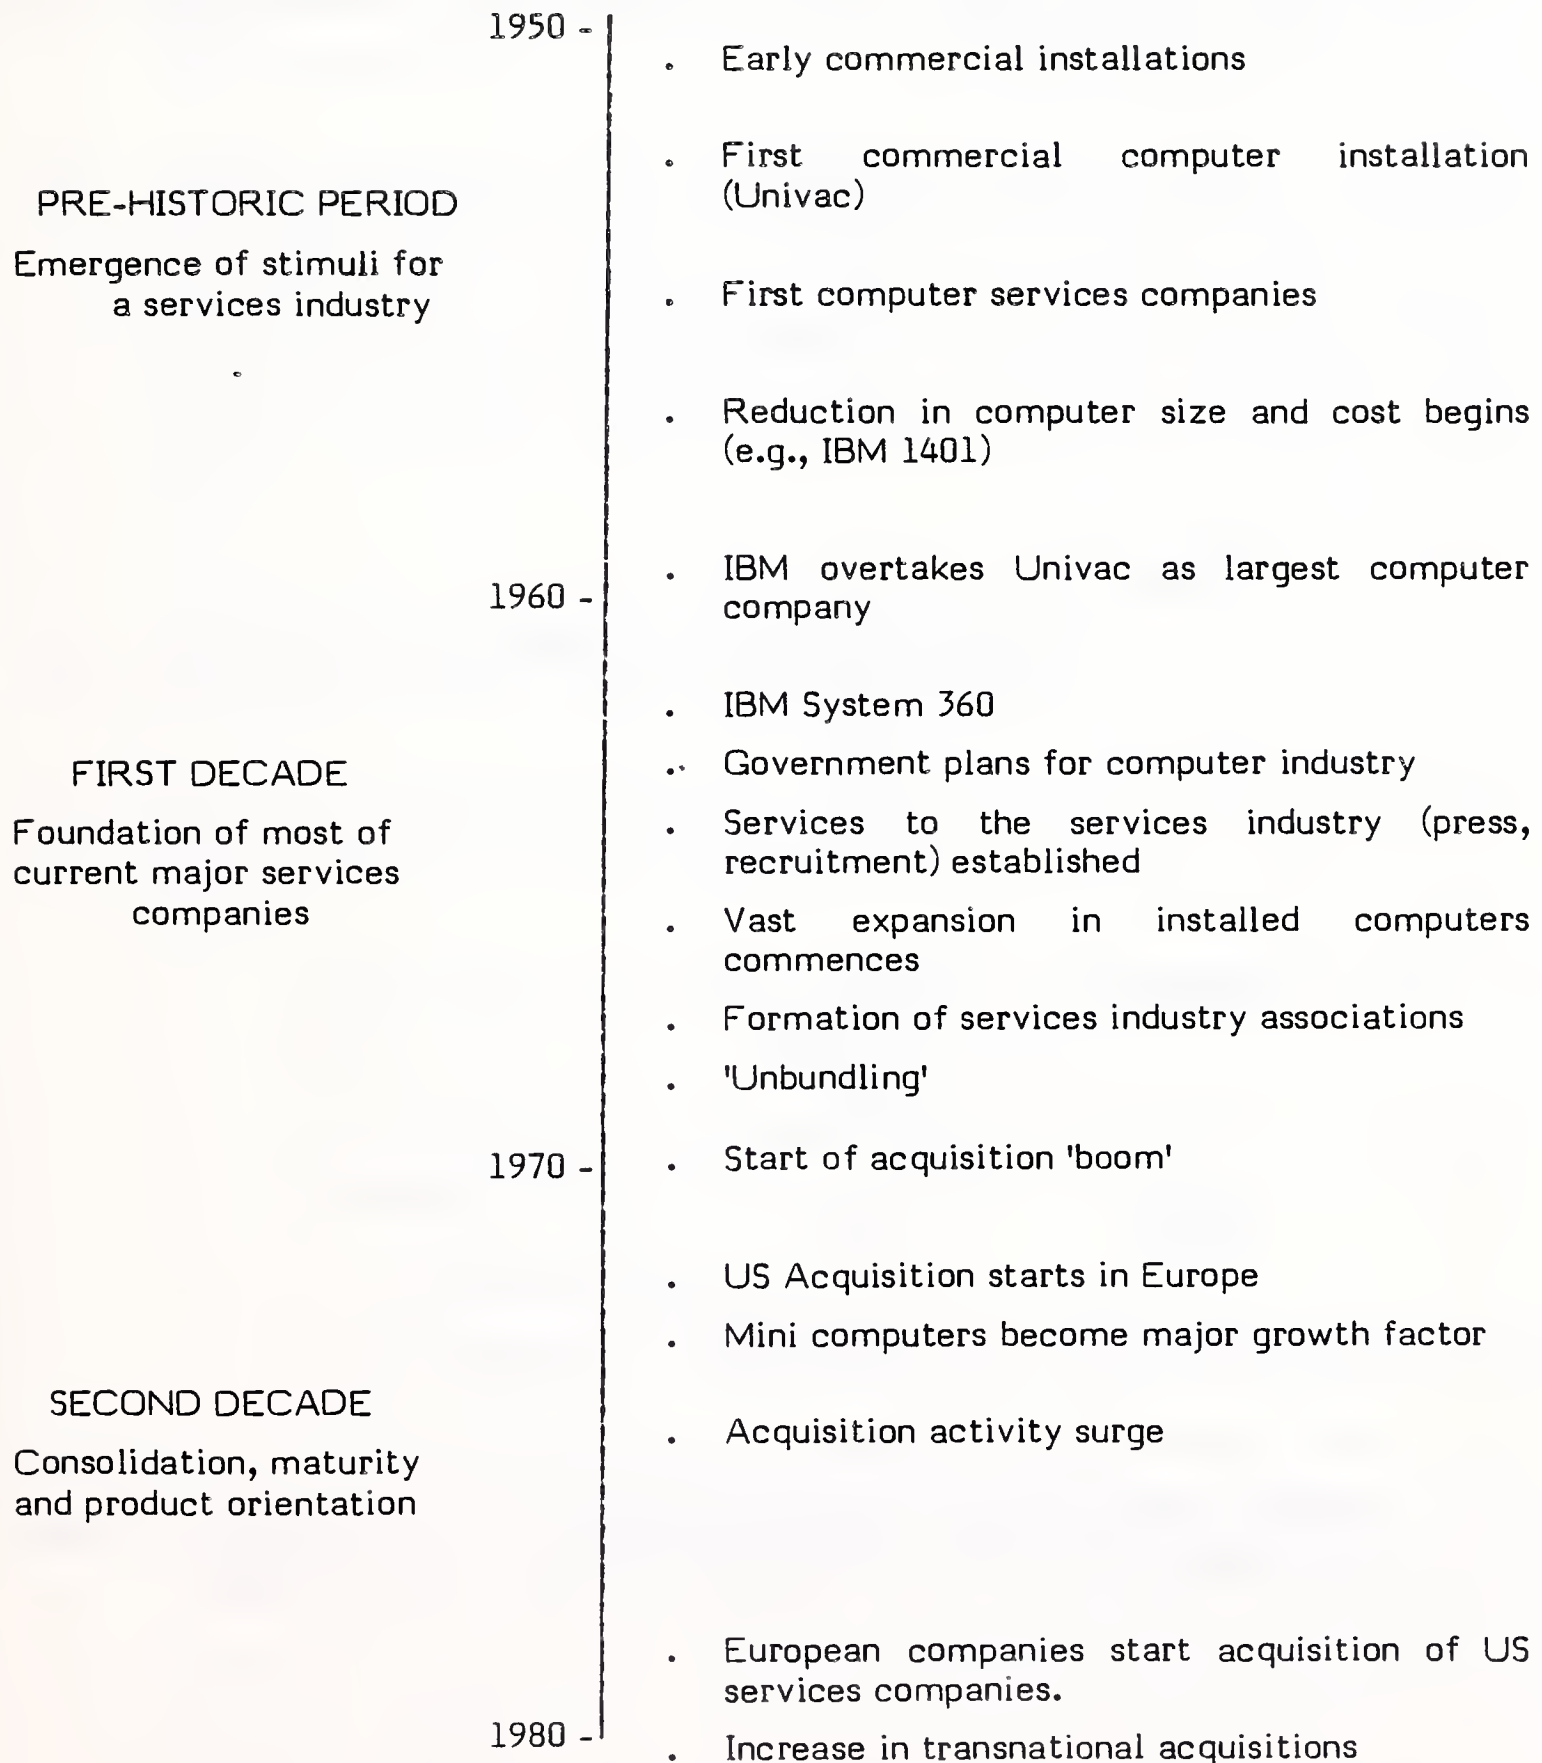 1950 -
. Early commercial installations
. First commercial computer installation
(Univac)
PRE-HISTORIC PERIOD
Emergence of stimuli for
a services industry
. First computer services companies
. Reduction in computer size and cost begins
(e.g., IBM 1401)
. IBM overtakes Univac as largest computer
company
1960 -
. IBM System 360
. Government plans for computer industry
FIRST DECADE
Foundation of most of
current major services
companies
. Services to the services industry (press,
recruitment) established
. Vast expansion in installed computers
commences
. Formation of services industry associations
. 'Unbundling'
1970 -
. Start of acquisition 'boom'
. US Acquisition starts in Europe
. Mini computers become major growth factor
SECOND DECADE
Consolidation, maturity
and product orientation
. Acquisition activity surge
. European companies start acquisition of US
services companies.
1980 -
. Increase in transnational acquisitions